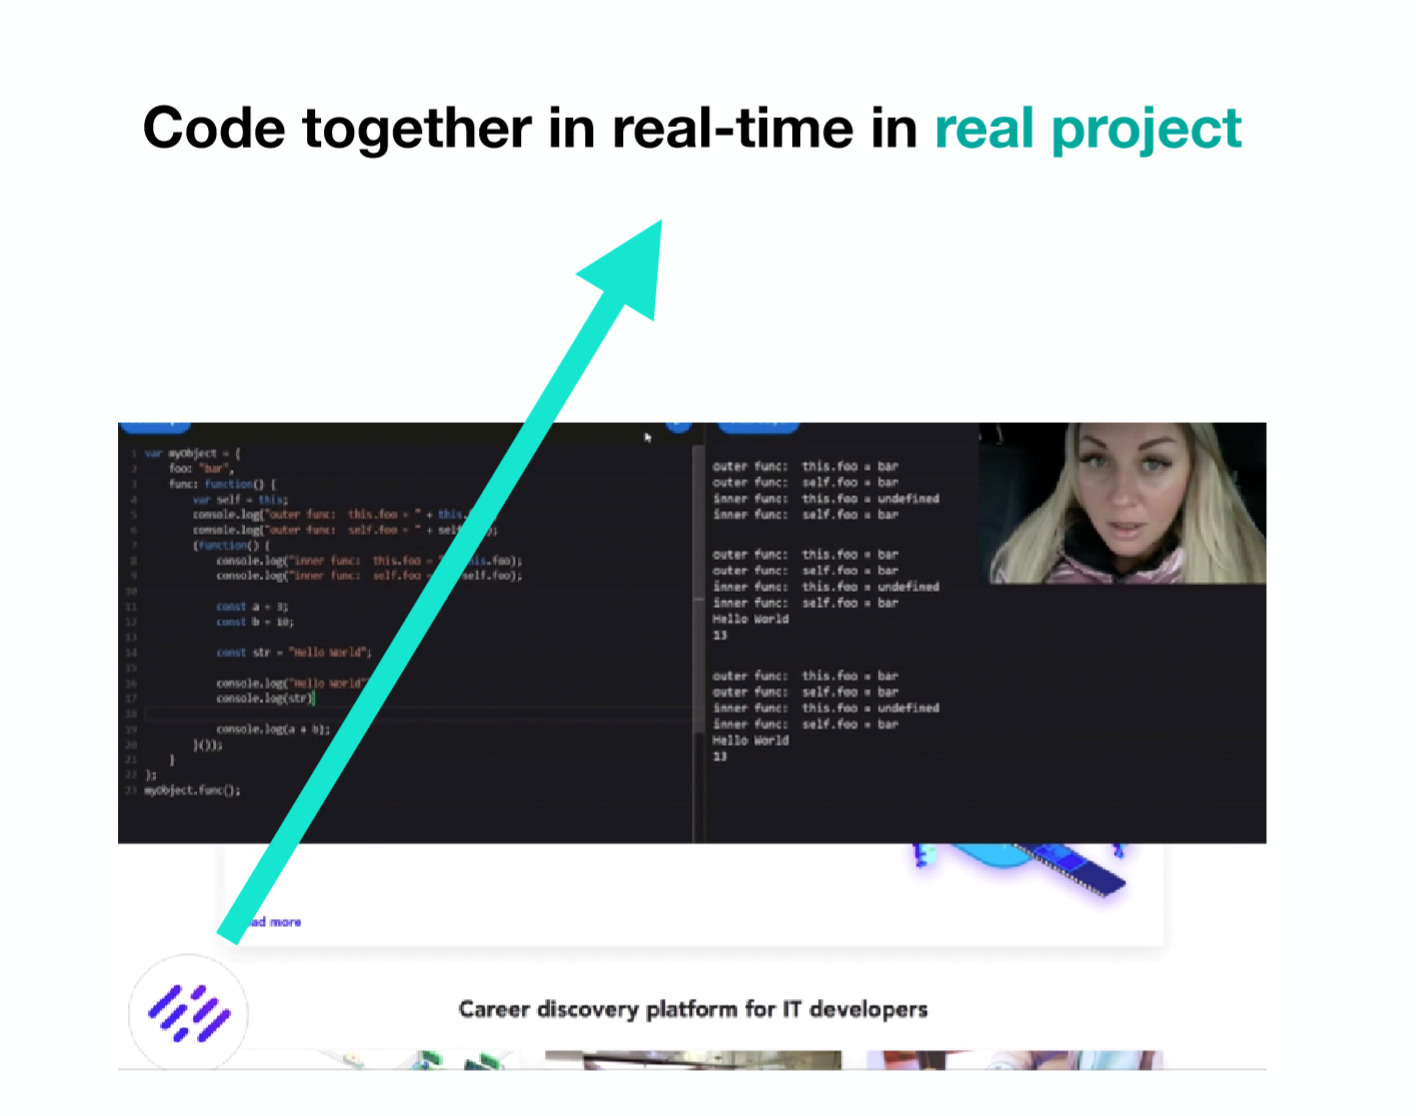 Code together in real-time in real project
1 var myObject = {
2 foo: "bar",
3 func: function() {
4 var self = this;
5 console.log("outer func: this.foo = " + this.
6 console.log("outer func: self.foo = " + sel );
7 (function() {
8 console.log("inner func: this.foo = " this.foo);
9 console.log("inner func: self.foo = self.foo);
10
11 const a = 3;
12 const b = 10;
13
14 const str = "Hello World";
15
16 console.log("Hello World"
17 console.log(str)
18
19 console.log(a + b);
20 }());
21 }
22 };
23 myObject.func();
outer func: this.foo = bar
outer func: self.foo = bar
inner func: this.foo = undefined
inner func: self.foo = bar
outer func: this.foo = bar
outer func: self.foo = bar
inner func: this.foo = undefined
inner func: self.foo = bar
Hello World
13
outer func: this.foo = bar
outer func: self.foo = bar
inner func: this.foo = undefined
inner func: self.foo = bar
Hello World
13
ad more
Career discovery platform for IT developers